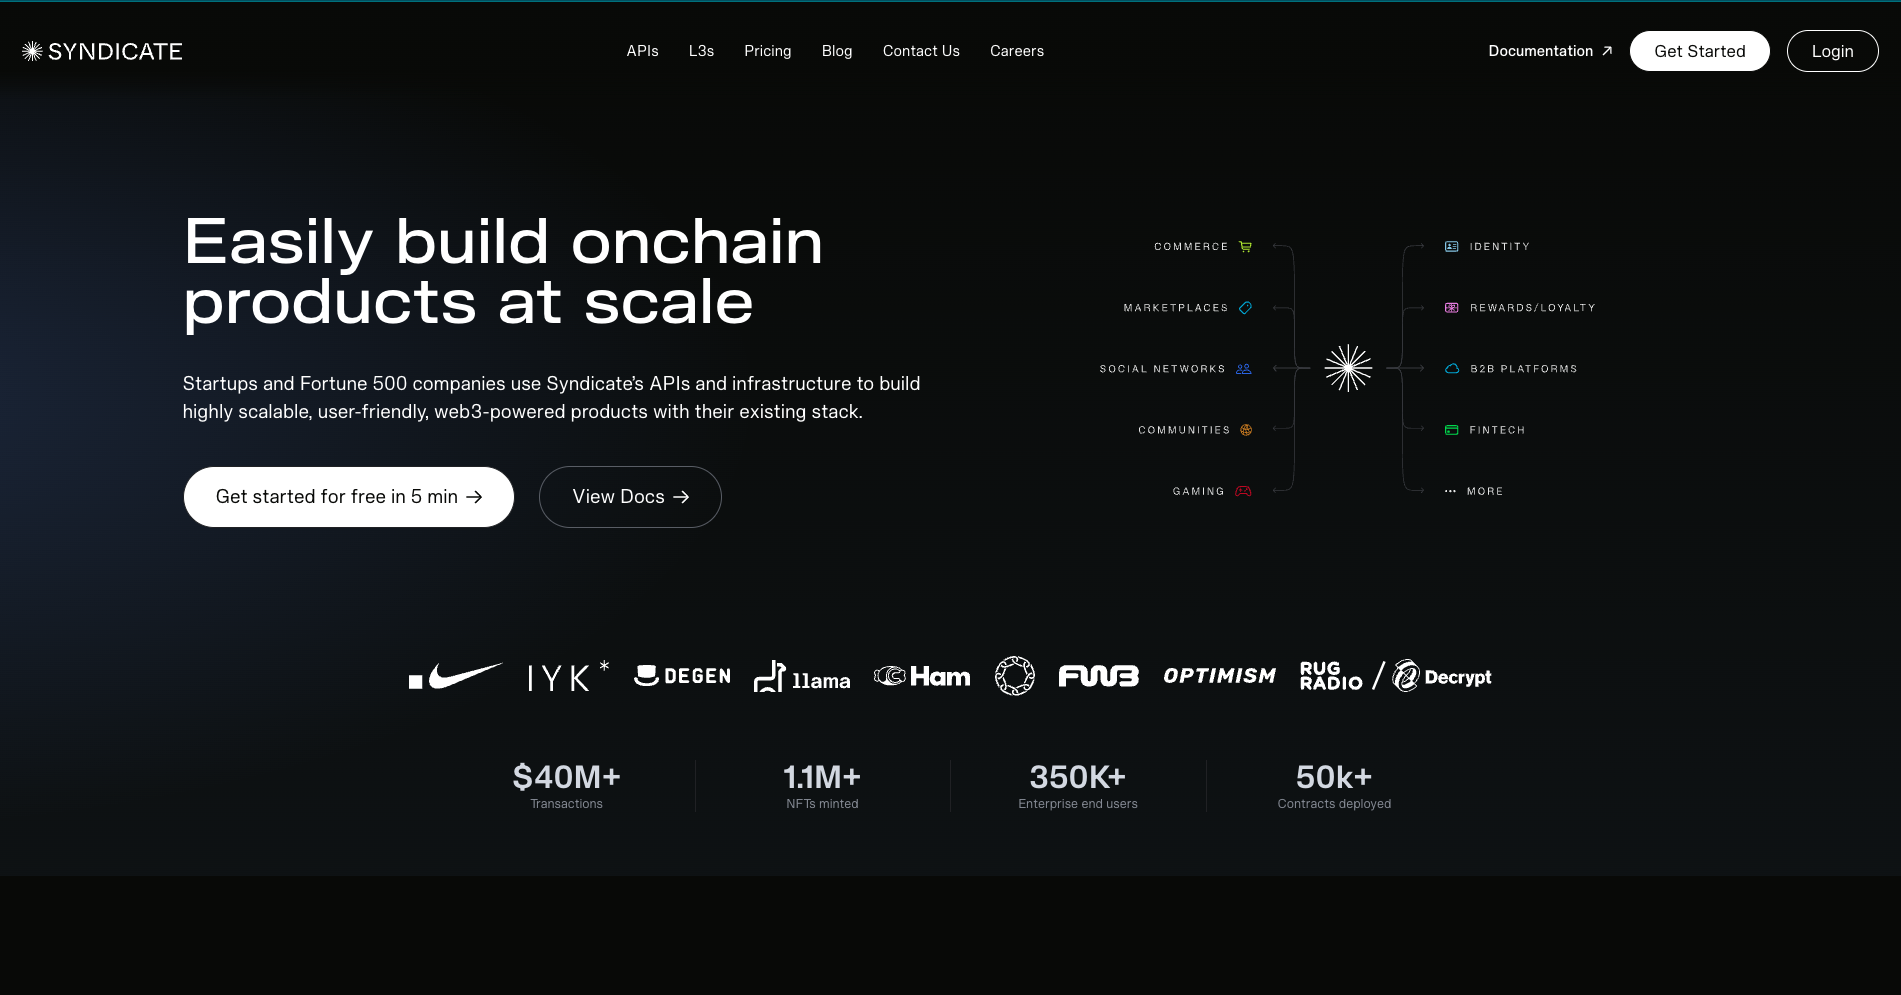 SYNDICATE
APIs
L3s
Pricing
Blog
Contact Us
Careers
Documentation ↗
Get Started
Login
Easily build onchain
products at scale
Startups and Fortune 500 companies use Syndicate’s APIs and infrastructure to build
highly scalable, user-friendly, web3-powered products with their existing stack.
Get started for free in 5 min →
View Docs →
COMMERCE
MARKETPLACES
SOCIAL NETWORKS
COMMUNITIES
GAMING
IDENTITY
REWARDS/LOYALTY
B2B PLATFORMS
FINTECH
MORE
IYK*
DEGEN
llama
Ham
FWB
OPTIMISM
RUG
RADIO
/
Decrypt
$40M+
Transactions
1.1M+
NFTs minted
350K+
Enterprise end users
50k+
Contracts deployed